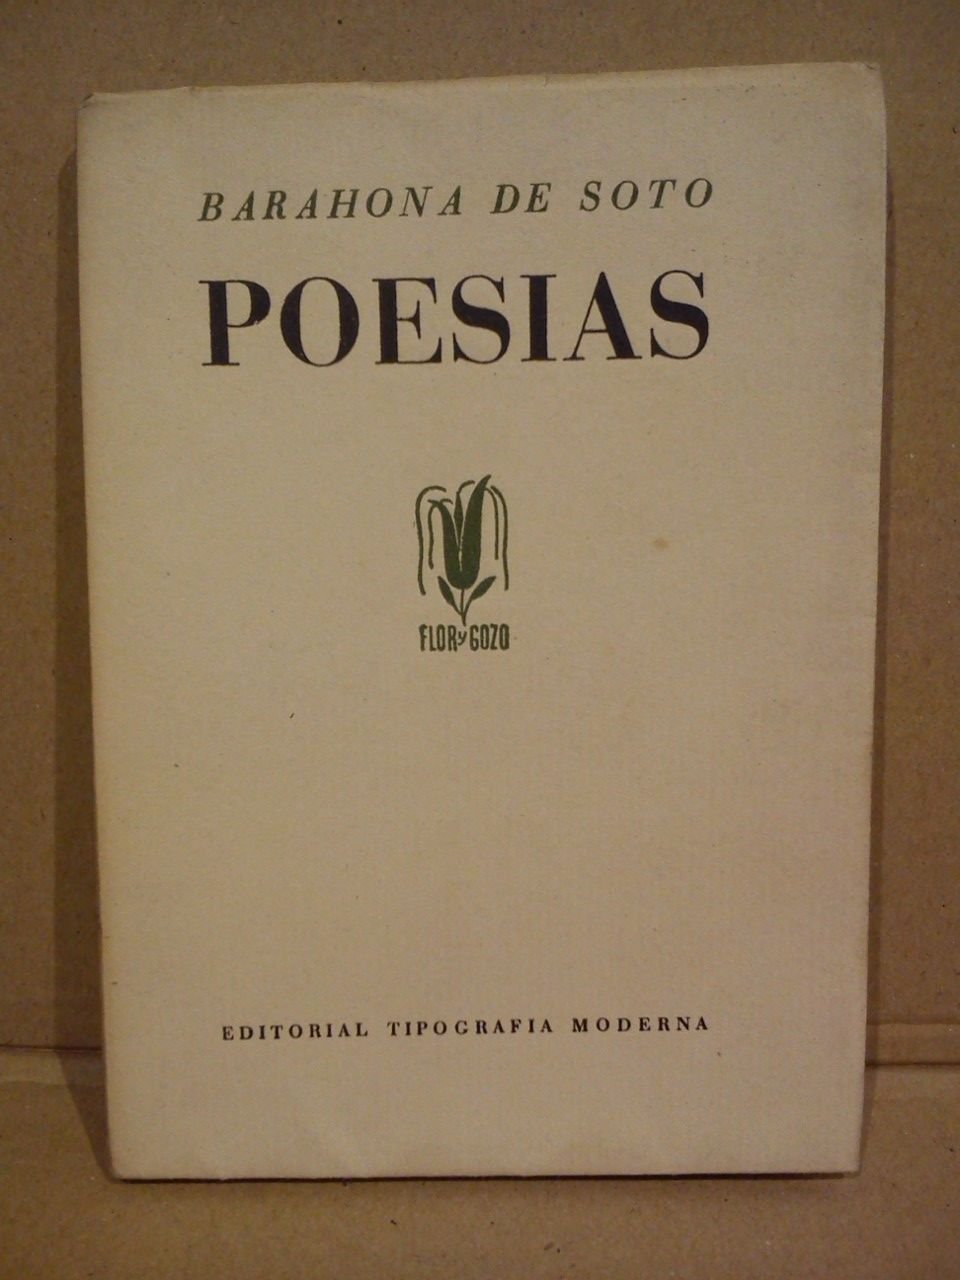 BARAHONA DE SOTO
POESIAS
FLOR y GOZO
EDITORIAL TIPOGRAFIA MODERNA